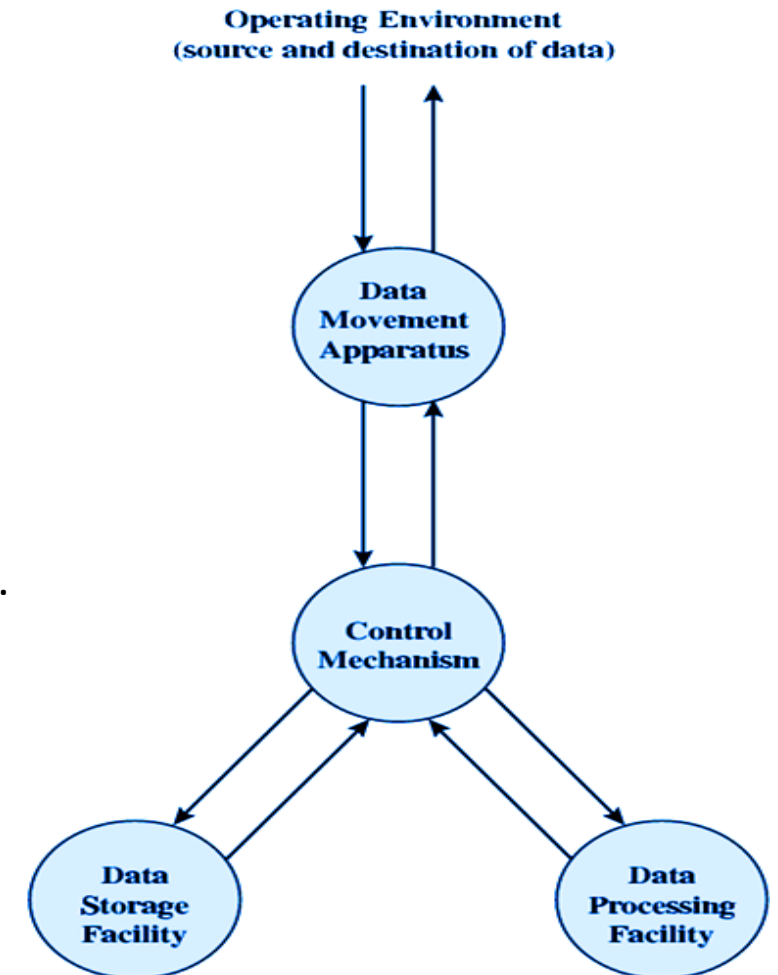 Operating Environment
(source and destination of data)
Data
Movement
Apparatus
.
Control
Mechanism
Data
Storage
Facility
Data
Processing
Facility